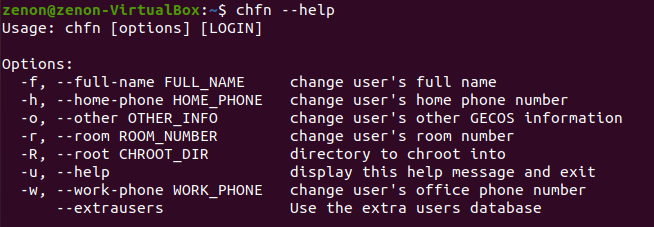 zenon@zenon-VirtualBox:~$ chfn --help
Usage: chfn [options] [LOGIN]

Options:
  -f, --full-name FULL_NAME     change user's full name
  -h, --home-phone HOME_PHONE   change user's home phone number
  -o, --other OTHER_INFO        change user's other GECOS information
  -r, --room ROOM_NUMBER        change user's room number
  -R, --root CHROOT_DIR         directory to chroot into
  -u, --help                    display this help message and exit
  -w, --work-phone WORK_PHONE   change user's office phone number
      --extrausers              Use the extra users database